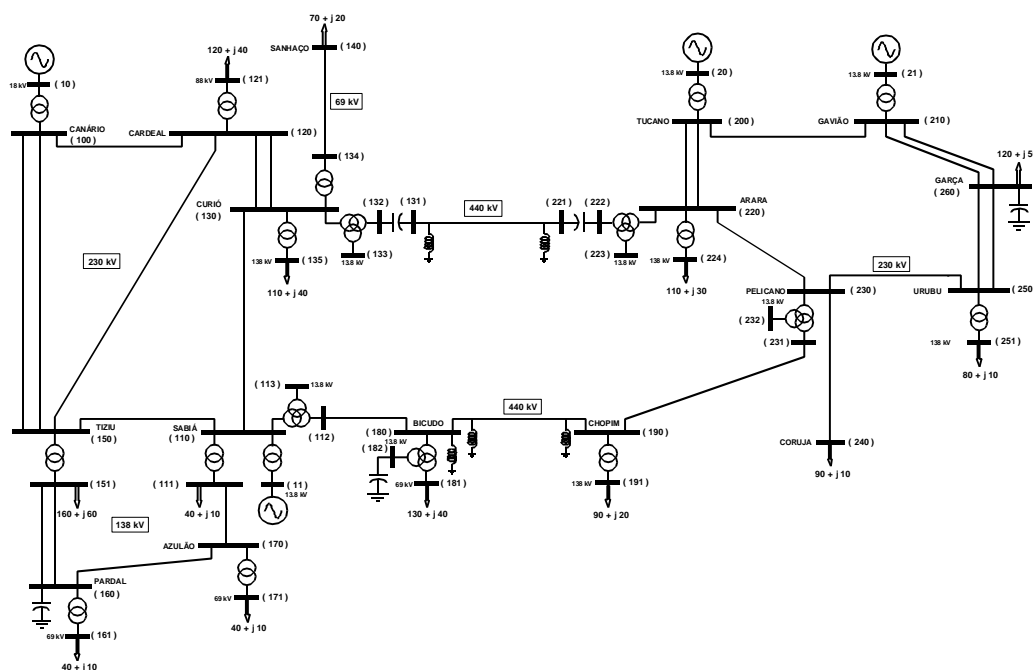 70 + j 20
SANHAÇO
( 140 )
120 + j 40
18 kV
( 10 )
88 kV
( 121 )
69 kV
13.8 kV
( 20 )
13.8 kV
( 21 )
CANÁRIO
( 100 )
CARDEAL
( 120 )
( 134 )
TUCANO
( 200 )
GAVIÃO
( 210 )
120 + j 5
GARÇA
( 260 )
CURIÓ
( 130 )
( 132 )
( 131 )
440 kV
( 221 )
( 222 )
ARARA
( 220 )
( 133 )
13.8 kV
( 223 )
13.8 kV
138 kV
( 135 )
110 + j 40
138 kV
( 224 )
110 + j 30
230 kV
230 kV
PELICANO
( 230 )
URUBU
( 250
13.8 kV
( 232 )
( 231 )
138 kV
( 251 )
80 + j 10
( 113 )
13.8 kV
440 kV
TIZIU
( 150 )
SABIÁ
( 110 )
( 112 )
BICUDO
( 180 )
CHOPIM
( 190 )
CORUJA
( 240 )
90 + j 10
13.8 kV
( 182 )
69 kV
( 181 )
130 + j 40
138 kV
( 191 )
90 + j 20
( 151 )
160 + j 60
( 111 )
40 + j 10
( 11 )
13.8 kV
138 kV
AZULÃO
( 170 )
PARDAL
( 160 )
69 kV
( 171 )
40 + j 10
69 kV
( 161 )
40 + j 10